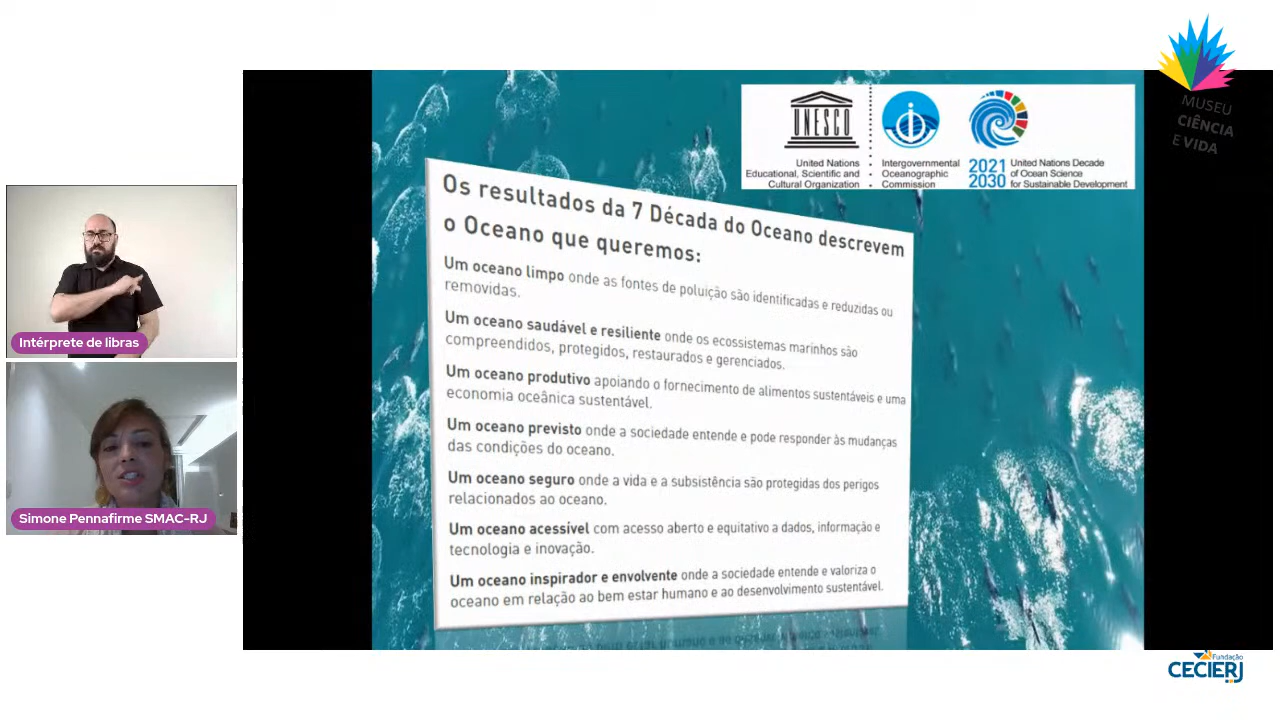 MUSEU
CIÊNCIA
E VIDA
UNESCO
United Nations
Educational, Scientific and
Cultural Organization
Intergovernmental
Oceanographic
Commission
2021
2030
United Nations Decade
of Ocean Science
for Sustainable Development
Os resultados da 7 Década do Oceano descrevem
o Oceano que queremos:
Um oceano limpo onde as fontes de poluição são identificadas e reduzidas ou
removidas.
Um oceano saudável e resiliente onde os ecossistemas marinhos são
compreendidos, protegidos, restaurados e gerenciados.
Um oceano produtivo apoiando o fornecimento de alimentos sustentáveis e uma
economia oceânica sustentável.
Um oceano previsto onde a sociedade entende e pode responder às mudanças
das condições do oceano.
Um oceano seguro onde a vida e a subsistência são protegidas dos perigos
relacionados ao oceano.
Um oceano acessível com acesso aberto e equitativo a dados, informação e
tecnologia e inovação.
Um oceano inspirador e envolvente onde a sociedade entende e valoriza o
oceano em relação ao bem estar humano e ao desenvolvimento sustentável.
Intérprete de libras
Simone Pennafirme SMAC-RJ
Fundação
CECIERJ